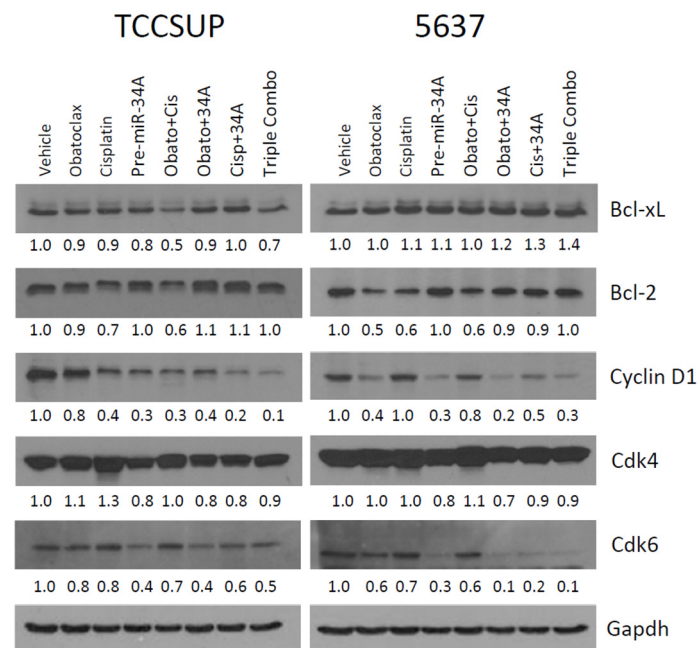 TCCSUP 5637
Vehicle Obatoclax Cisplatin Pre-miR-34A Obato+Cis Obato+34A Cisp+34A Triple Combo Vehicle Obatoclax Cisplatin Pre-miR-34A Obato+Cis Obato+34A Cis+34A Triple Combo
Bcl-xL
1.0 0.9 0.9 0.8 0.5 0.9 1.0 0.7 1.0 1.0 1.1 1.1 1.0 1.2 1.3 1.4
Bcl-2
1.0 0.9 0.7 1.0 0.6 1.1 1.1 1.0 1.0 0.5 0.6 1.0 0.6 0.9 0.9 1.0
Cyclin D1
1.0 0.8 0.4 0.3 0.3 0.4 0.2 0.1 1.0 0.4 1.0 0.3 0.8 0.2 0.5 0.3
Cdk4
1.0 1.1 1.3 0.8 1.0 0.8 0.8 0.9 1.0 1.0 1.0 0.8 1.1 0.7 0.9 0.9
Cdk6
1.0 0.8 0.8 0.4 0.7 0.4 0.6 0.5 1.0 0.6 0.7 0.3 0.6 0.1 0.2 0.1
Gapdh